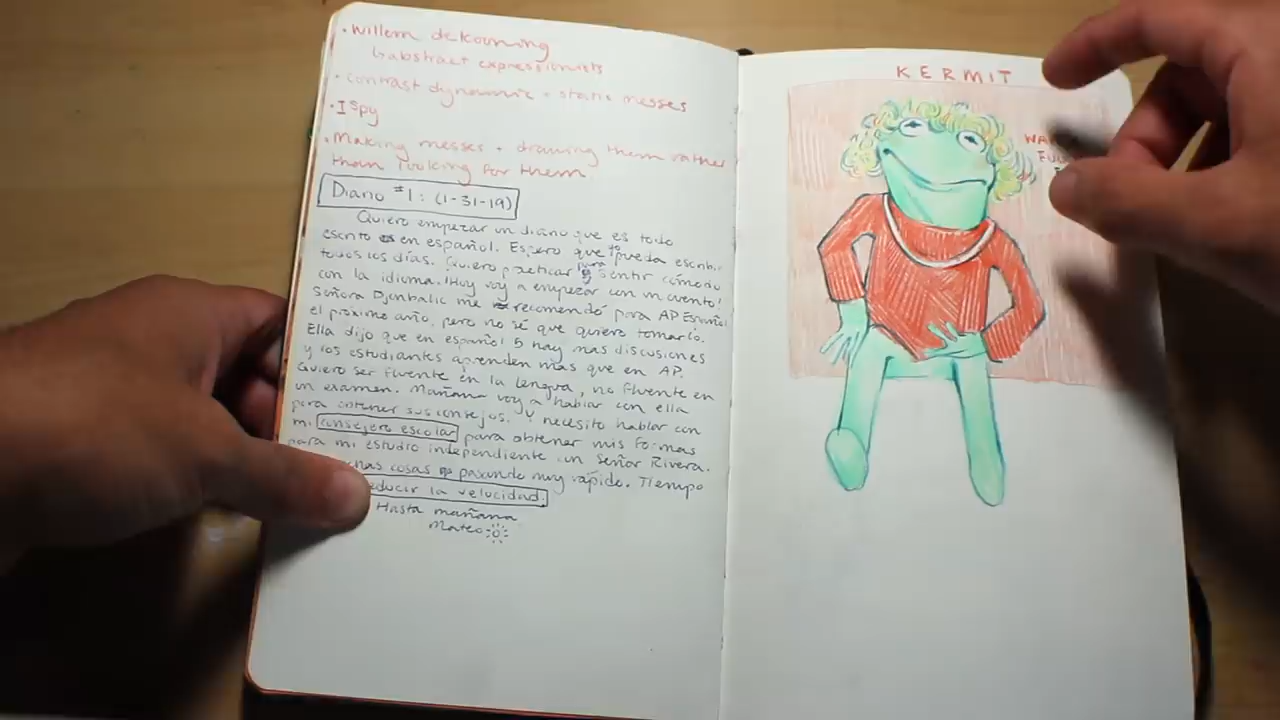 • Willem deKooning
↳ abstract expressionists
• contrast dynamic + static messes
• I Spy
• Making messes + drawing them rather
than looking for them.
Diario #1: (1-31-19)
Quiero empezar un diario que es todo
escrito en español. Espero que puedo escribir
todos los días. Quiero practicar para sentir cómodo
con la idioma. ¡Hoy voy a empezar con un evento!
Señora Djenbalic me recomendó para AP Español
el próximo año, pero no sé que quiero tomarlo.
Ella dijo que en español 5 hay mas discusiones
y los estudiantes aprenden mas que en AP.
Quiero ser fluente en la lengua, no fluente en
un examen. Mañana voy a hablar con ella
para obtener sus consejos. Y necesito hablar con
mi consejero escolar para obtener mis formas
para mi estudio independiente con Señor Rivera.
cosas pasando muy rápido. Tiempo
reducir la velocidad.
Hasta mañana
Mateo
KERMIT